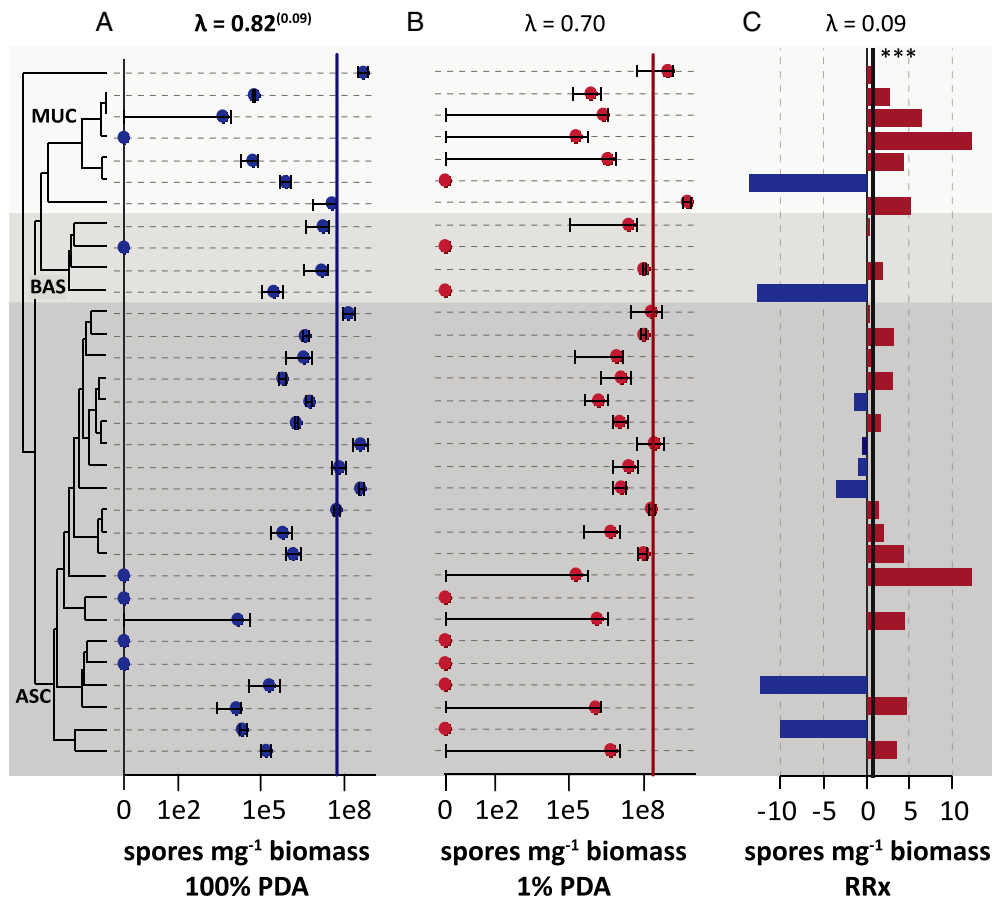 A λ = 0.82(0.09) B λ = 0.70 C λ = 0.09
***
MUC
BAS
ASC
0 1e2 1e5 1e8 0 1e2 1e5 1e8 -10 -5 0 5 10
spores mg-1 biomass spores mg-1 biomass spores mg-1 biomass
100% PDA 1% PDA RRx